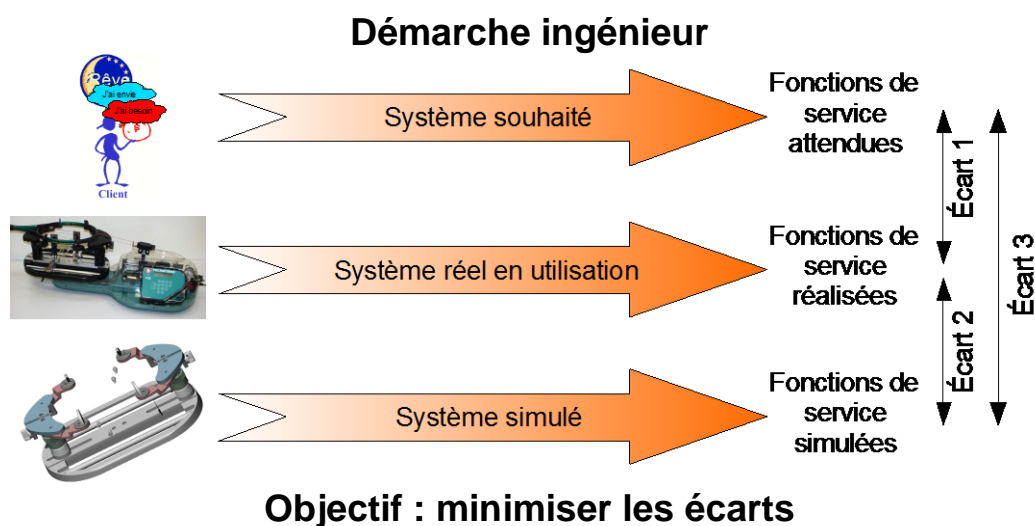 Démarche ingénieur
Rêve
J'ai envie
J'ai besoin
Client
Système souhaité
Fonctions de
service
attendues
Écart 1
Écart 3
Système réel en utilisation
Fonctions de
service
réalisées
Écart 2
Système simulé
Fonctions de
service
simulées
Objectif : minimiser les écarts